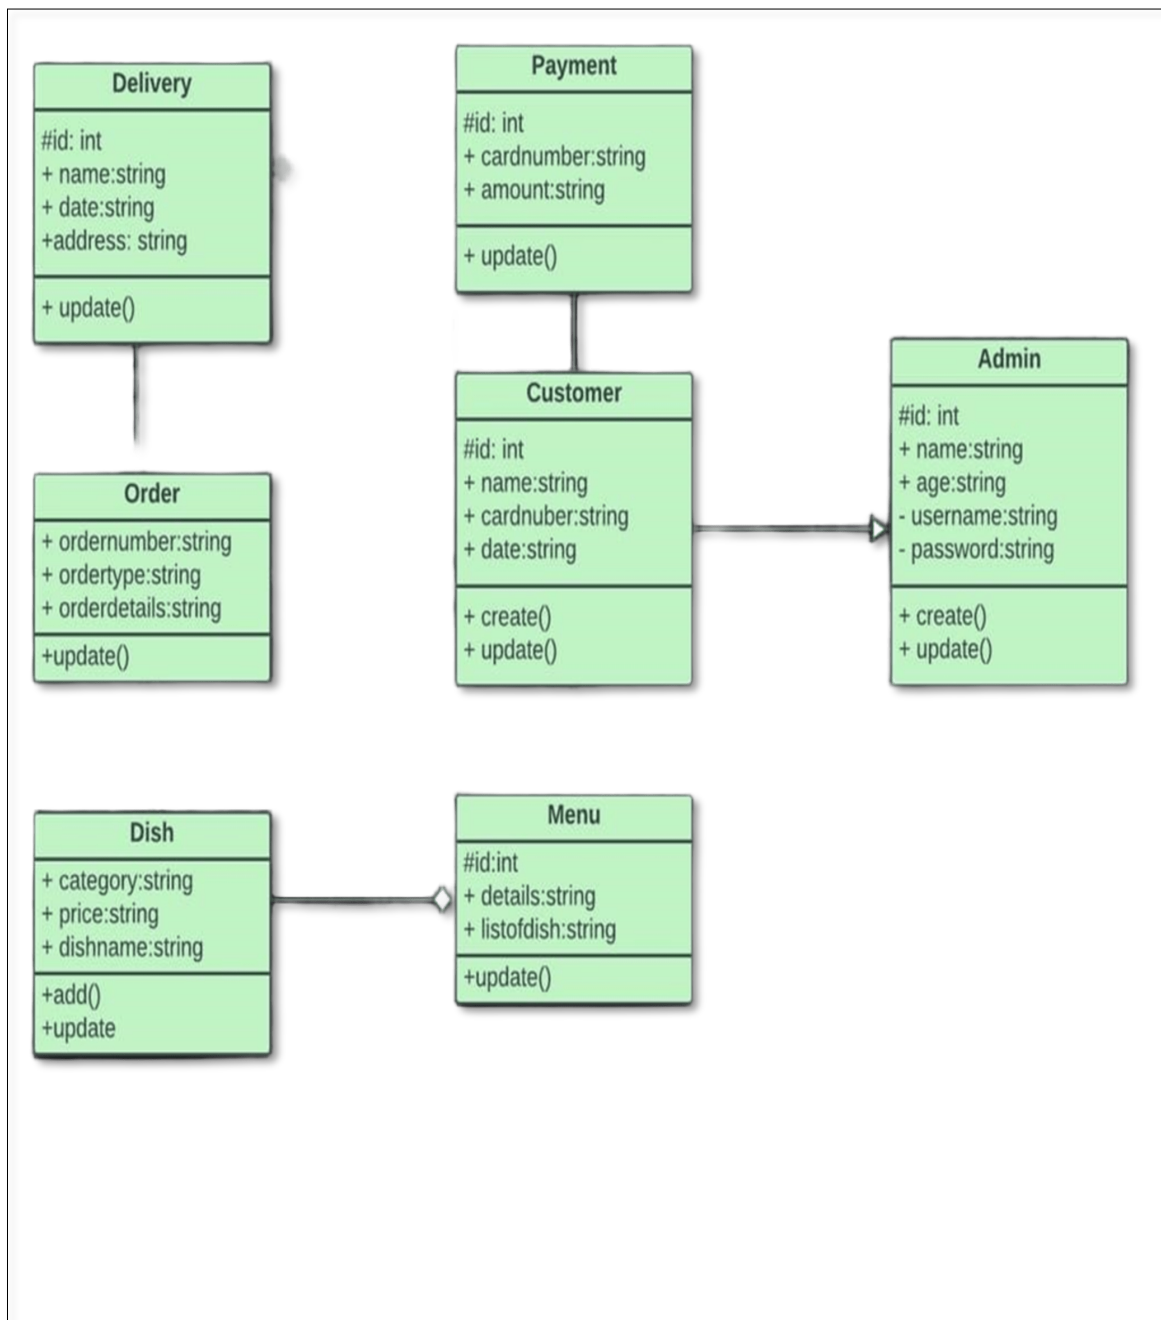 Delivery
#id: int
+ name:string
+ date:string
+address: string
+ update()
Payment
#id: int
+ cardnumber:string
+ amount:string
+ update()
Customer
#id: int
+ name:string
+ cardnuber:string
+ date:string
+ create()
+ update()
Admin
#id: int
+ name:string
+ age:string
- username:string
- password:string
+ create()
+ update()
Order
+ ordernumber:string
+ ordertype:string
+ orderdetails:string
+update()
Dish
+ category:string
+ price:string
+ dishname:string
+add()
+update
Menu
#id:int
+ details:string
+ listofdish:string
+update()